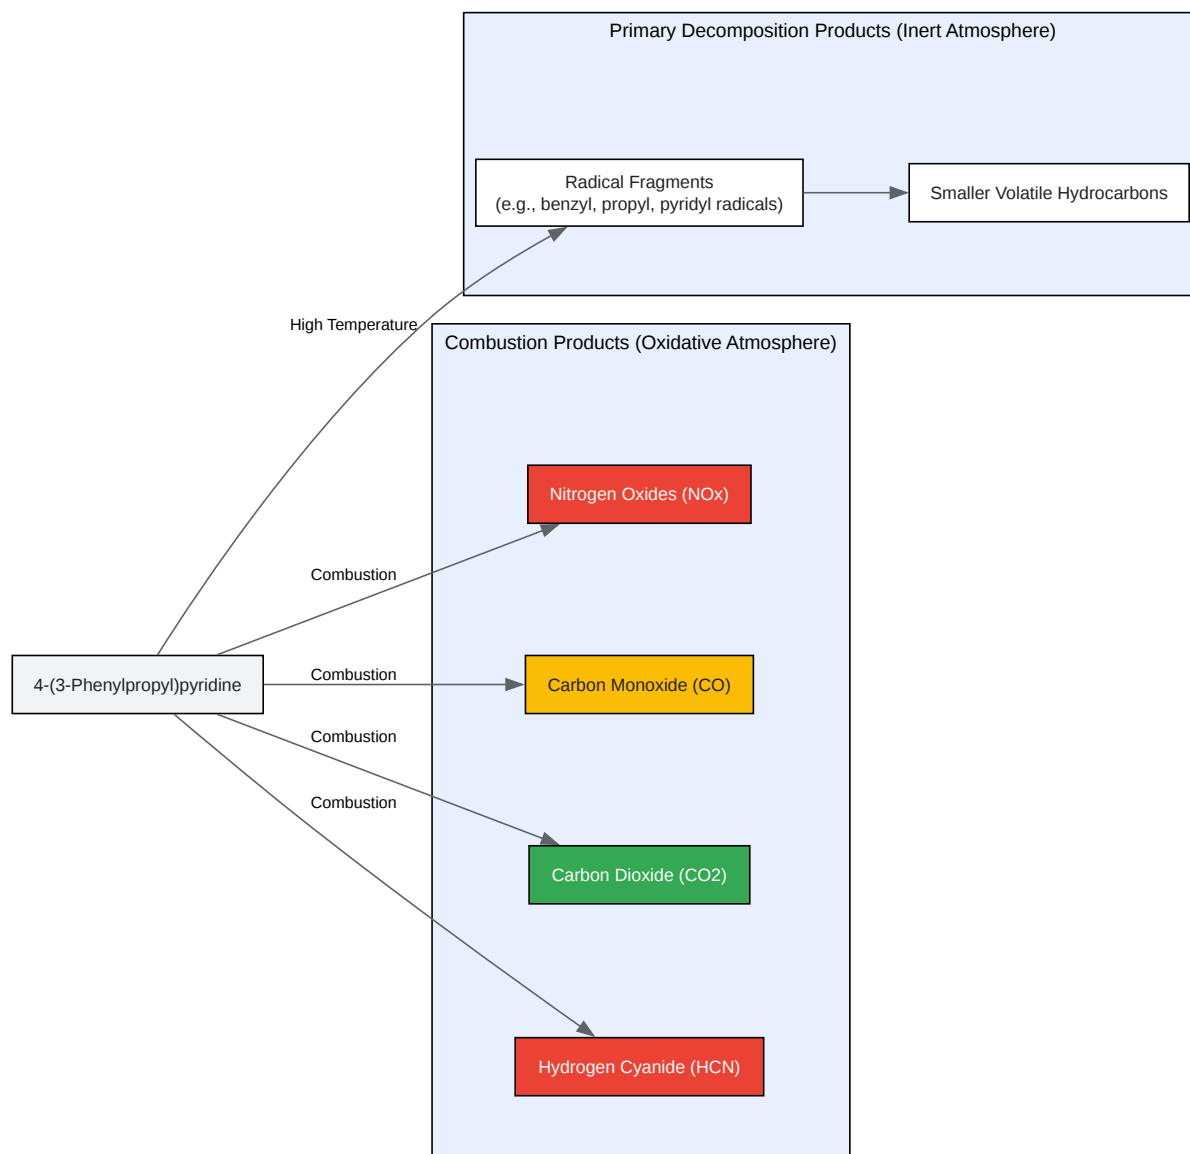 Primary Decomposition Products (Inert Atmosphere)
Radical Fragments
(e.g., benzyl, propyl, pyridyl radicals)
Smaller Volatile Hydrocarbons
High Temperature
Combustion Products (Oxidative Atmosphere)
Nitrogen Oxides (NOx)
Combustion
4-(3-Phenylpropyl)pyridine
Combustion
Carbon Monoxide (CO)
Combustion
Combustion
Carbon Dioxide (CO2)
Hydrogen Cyanide (HCN)